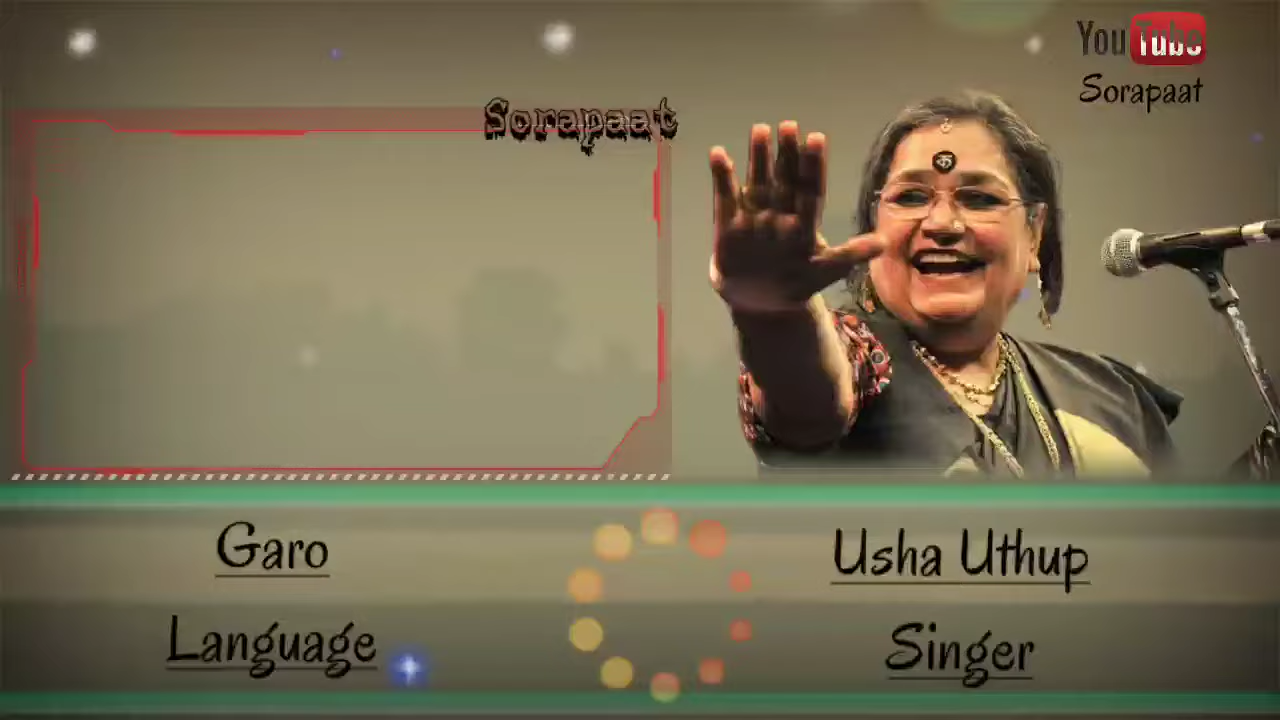 YouTube
Sorapaat
Sorapaat
क
Garo
Usha Uthup
Language
Singer